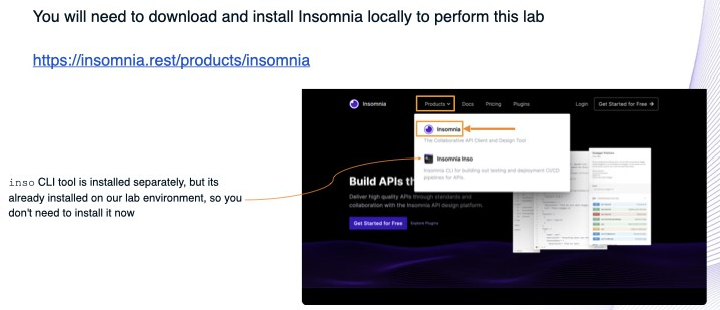 You will need to download and install Insomnia locally to perform this lab
https://insomnia.rest/products/insomnia
Insomnia
Products
Docs
Pricing
Plugins
Login
Get Started for Free →
Insomnia
The Collaborative API Client and Design Tool
Insomnia Inso
Insomnia CLI for building out testing and deployment CI/CD
pipelines for APIs
inso CLI tool is installed separately, but its
already installed on our lab environment, so you
don't need to install it now
Build APIs th
Deliver high quality APIs through standards and
collaboration with the Insomnia API design platform.
Get Started for Free
Explore Plugins